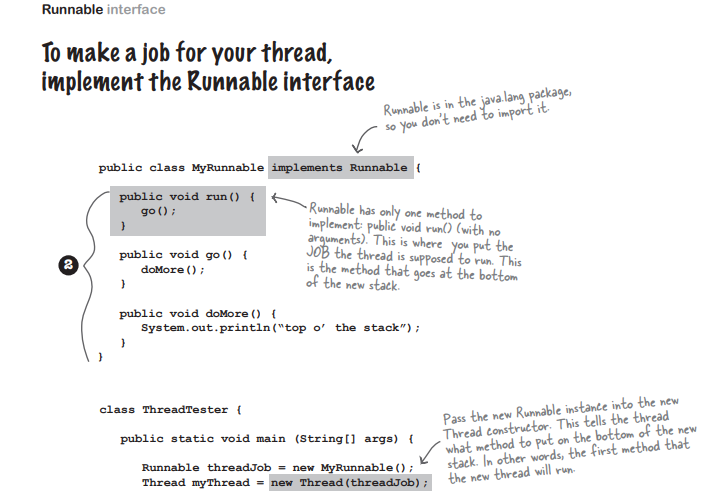 Runnable interface
To make a job for your thread,
implement the Runnable interface
Runnable is in the java.lang package,
so you don't need to import it.
public class MyRunnable implements Runnable {
public void run() {
go();
}
Runnable has only one method to
implement: public void run() (with no
arguments). This is where you put the
JOB the thread is supposed to run. This
is the method that goes at the bottom
of the new stack.
2
public void go() {
doMore();
}
public void doMore() {
System.out.println("top o' the stack");
}
}
class ThreadTester {
public static void main (String[] args) {
Pass the new Runnable instance into the new
Thread constructor. This tells the thread
what method to put on the bottom of the new
stack. In other words, the first method that
the new thread will run.
Runnable threadJob = new MyRunnable();
Thread myThread = new Thread(threadJob);